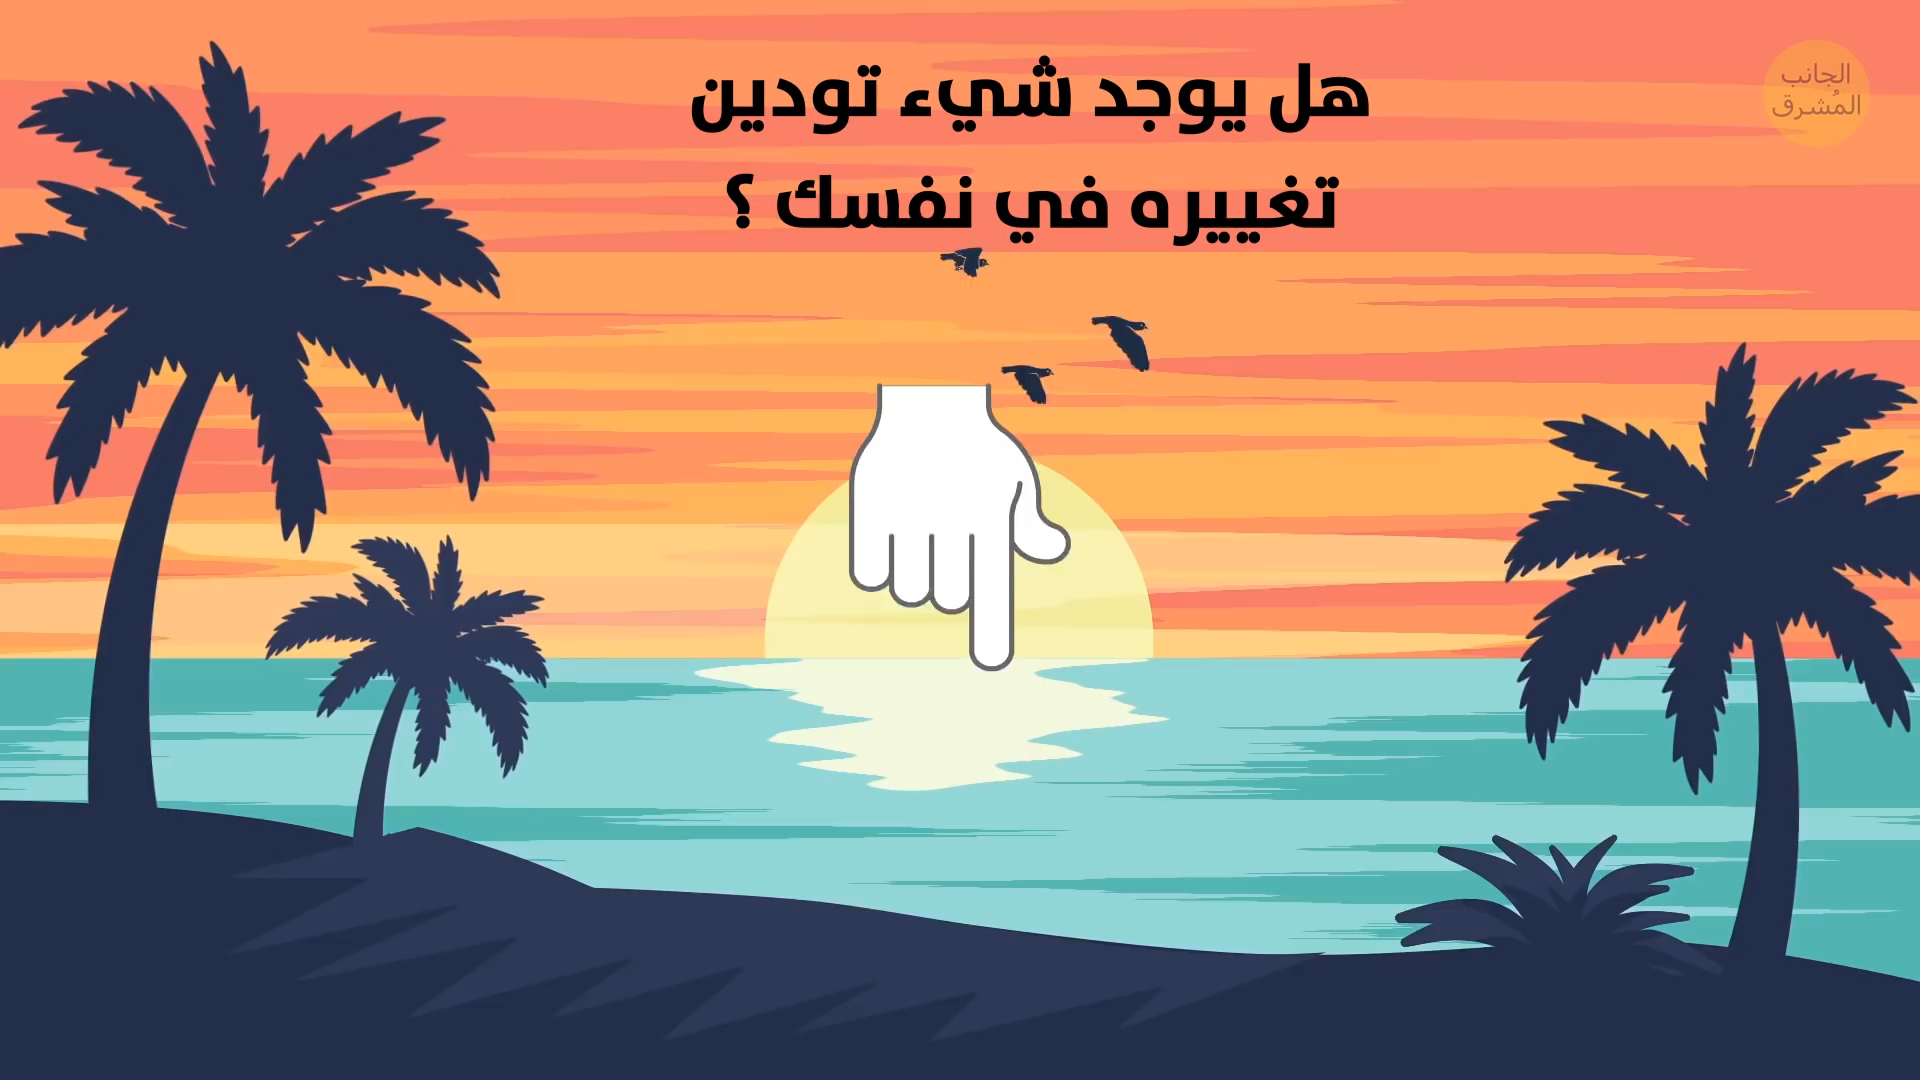 هل يوجد شيء تودين
تغييره في نفسك ؟
الجانب
المُشرق